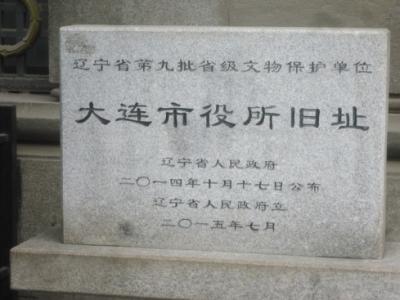 辽宁省第九批省级文物保护单位
大连市役所旧址
辽宁省人民政府
二〇一四年十月十七日公布
辽宁省人民政府立
二〇一五年七月